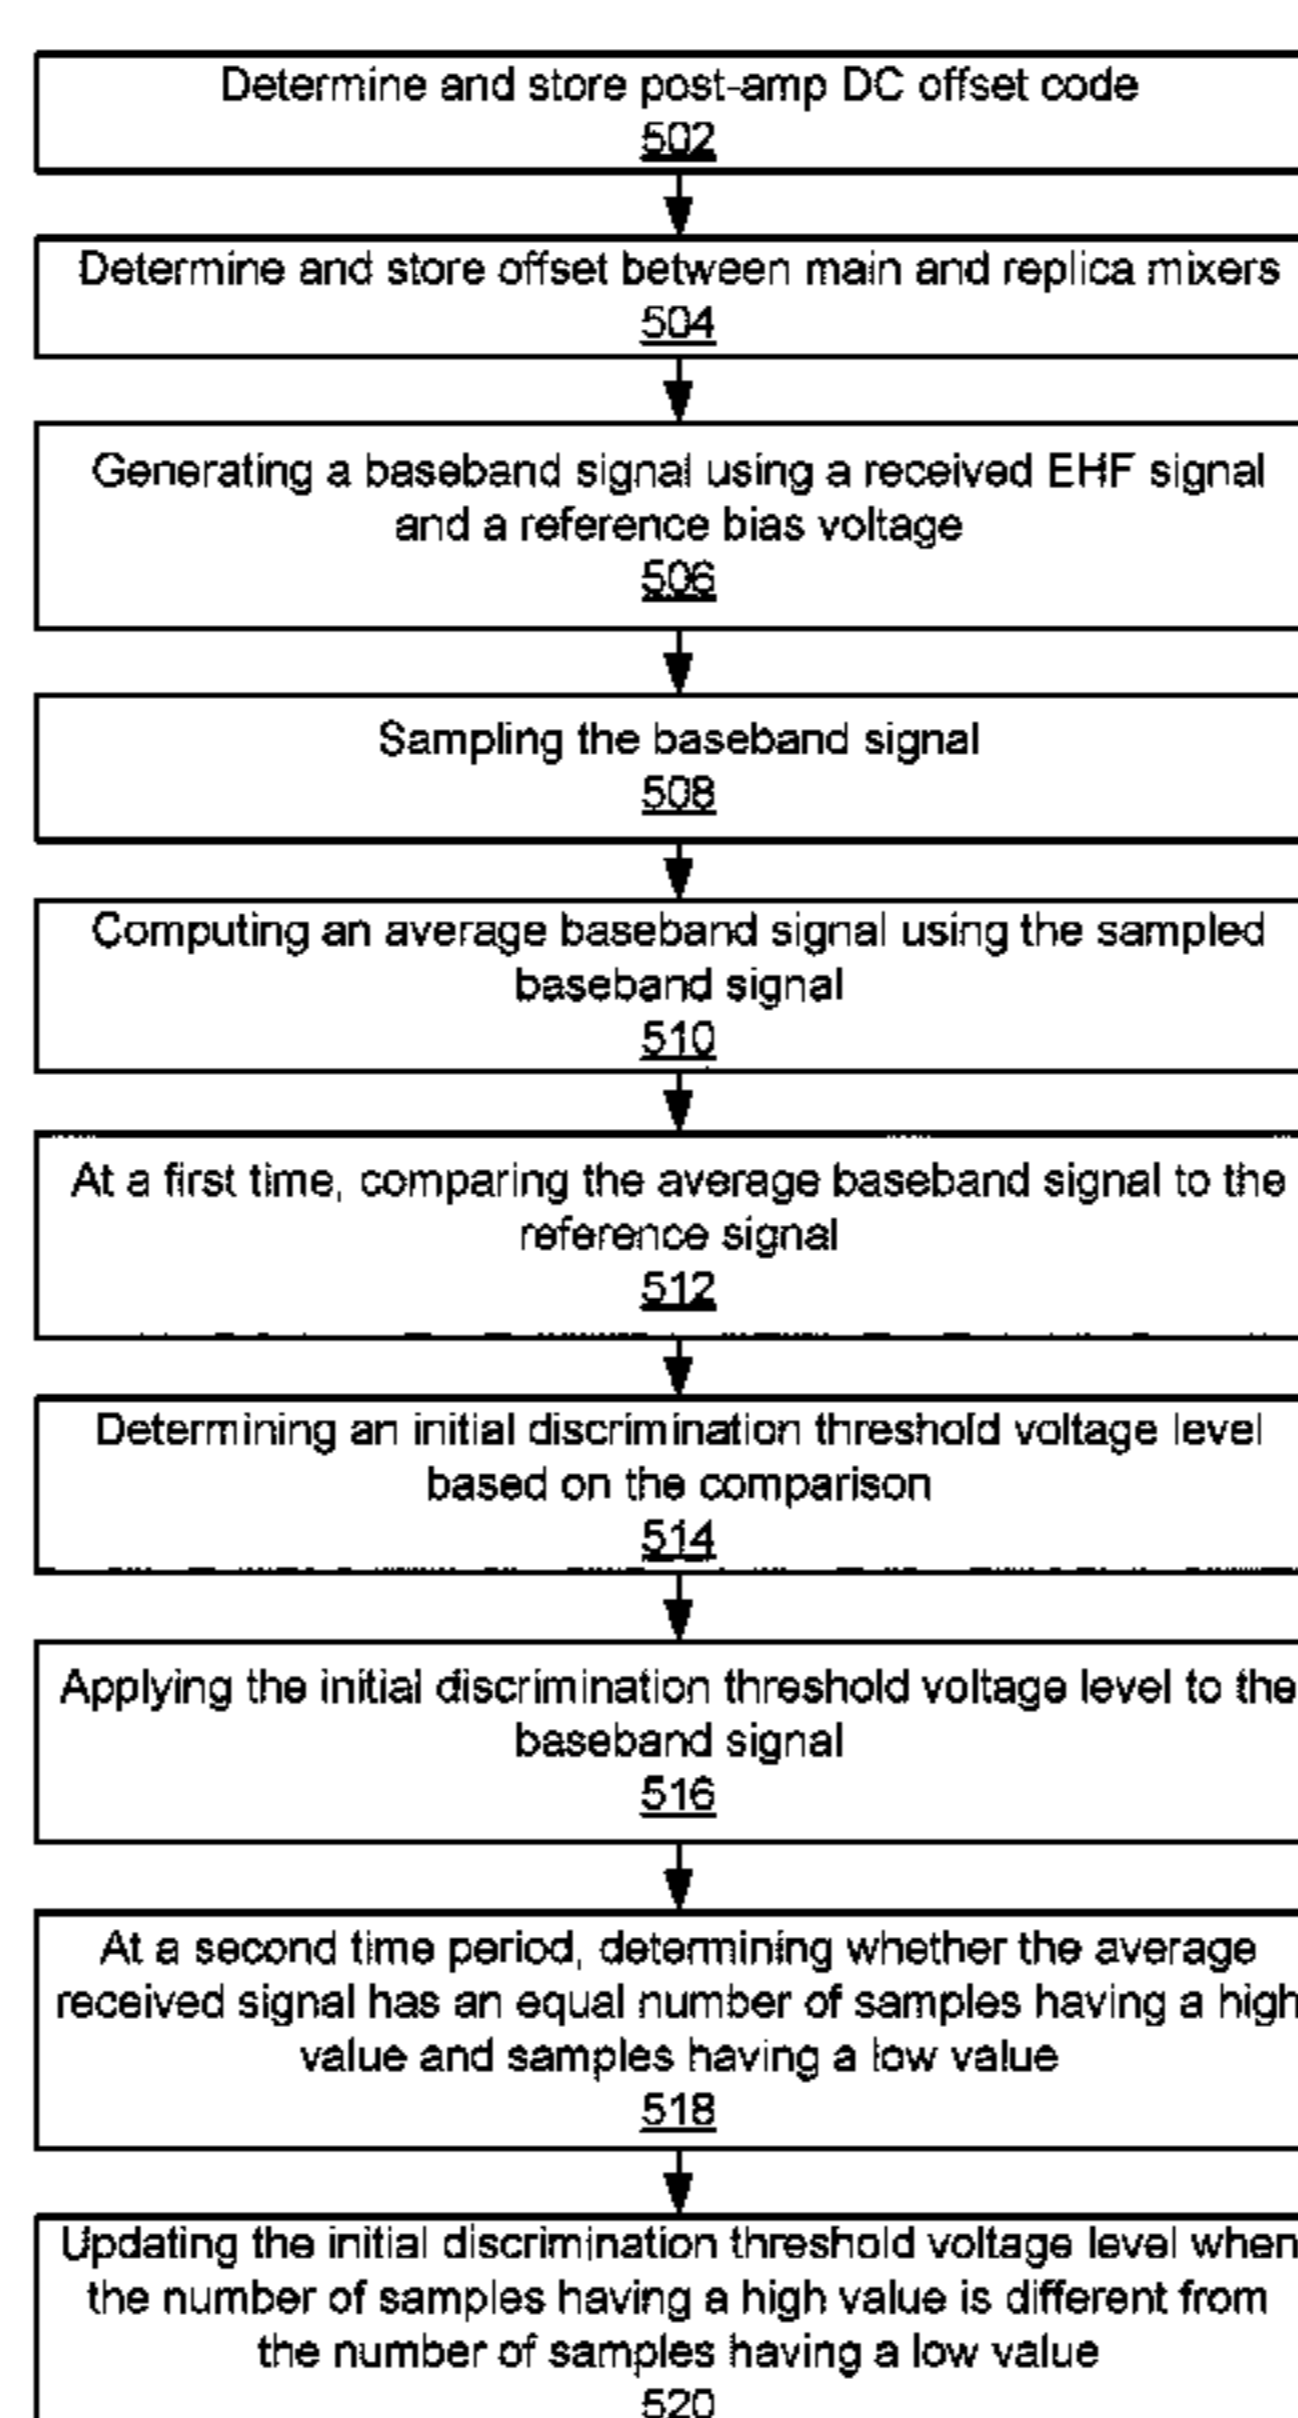 Determine and store post-amp DC offset code
502
Determine and store offset between main and replica mixers
504
Generating a baseband signal using a received EHF signal
and a reference bias voltage
506
Sampling the baseband signal
508
Computing an average baseband signal using the sampled
baseband signal
510
At a first time, comparing the average baseband signal to the
reference signal
512
Determining an initial discrimination threshold voltage level
based on the comparison
514
Applying the initial discrimination threshold voltage level to the
baseband signal
516
At a second time period, determining whether the average
received signal has an equal number of samples having a high
value and samples having a low value
518
Updating the initial discrimination threshold voltage level when
the number of samples having a high value is different from
the number of samples having a low value
520